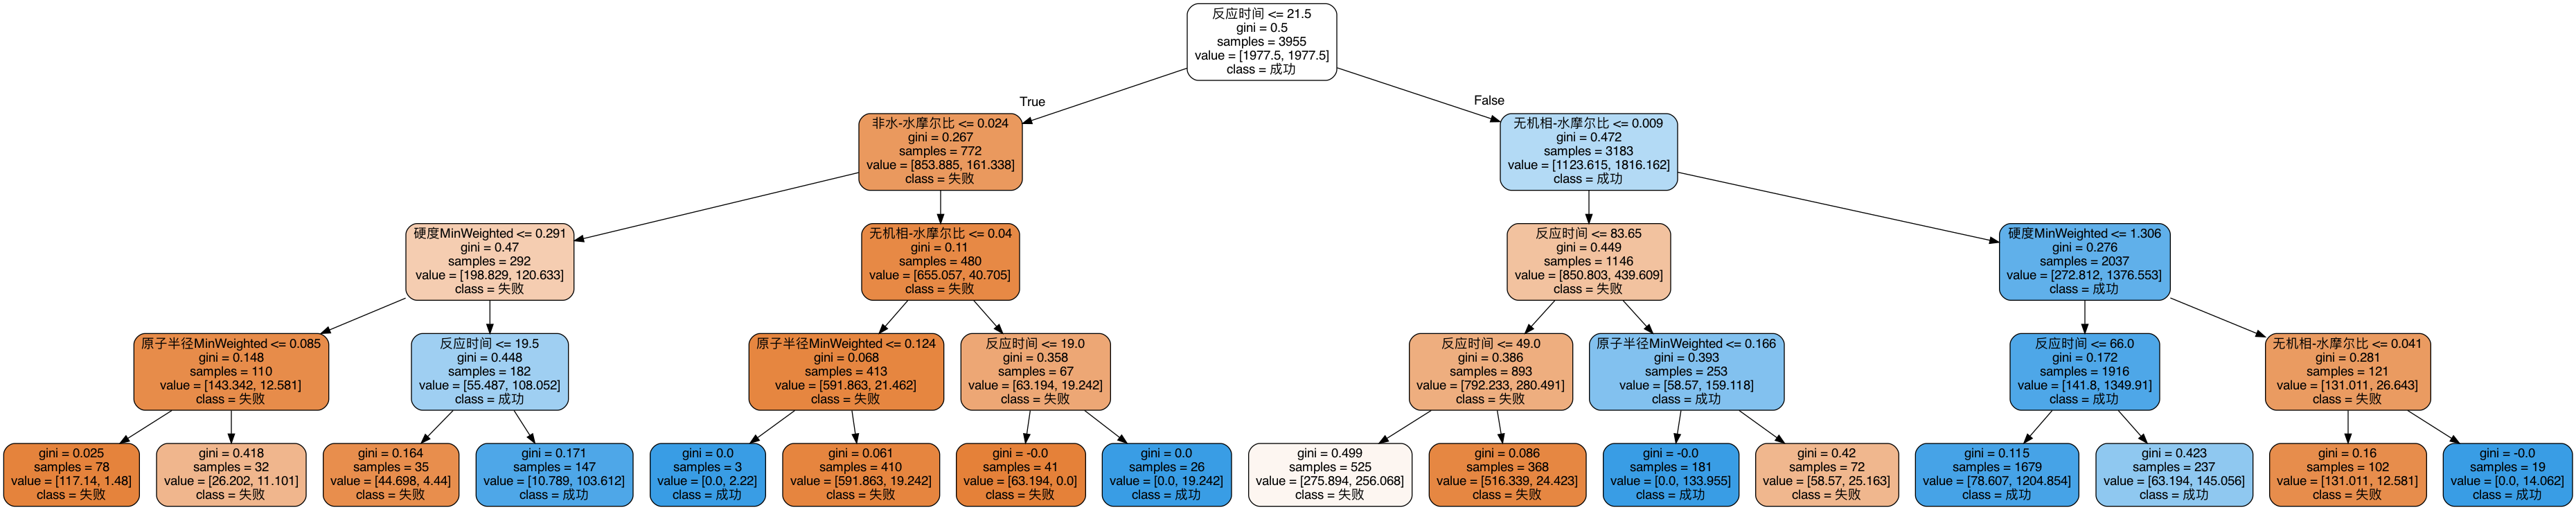 反应时间 <= 21.5
gini = 0.5
samples = 3955
value = [1977.5, 1977.5]
class = 成功
True
False
非水-水摩尔比 <= 0.024
gini = 0.267
samples = 772
value = [853.885, 161.338]
class = 失败
无机相-水摩尔比 <= 0.009
gini = 0.472
samples = 3183
value = [1123.615, 1816.162]
class = 成功
硬度MinWeighted <= 0.291
gini = 0.47
samples = 292
value = [198.829, 120.633]
class = 失败
无机相-水摩尔比 <= 0.04
gini = 0.11
samples = 480
value = [655.057, 40.705]
class = 失败
反应时间 <= 83.65
gini = 0.449
samples = 1146
value = [850.803, 439.609]
class = 失败
硬度MinWeighted <= 1.306
gini = 0.276
samples = 2037
value = [272.812, 1376.553]
class = 成功
原子半径MinWeighted <= 0.085
gini = 0.148
samples = 110
value = [143.342, 12.581]
class = 失败
反应时间 <= 19.5
gini = 0.448
samples = 182
value = [55.487, 108.052]
class = 成功
原子半径MinWeighted <= 0.124
gini = 0.068
samples = 413
value = [591.863, 21.462]
class = 失败
反应时间 <= 19.0
gini = 0.358
samples = 67
value = [63.194, 19.242]
class = 失败
反应时间 <= 49.0
gini = 0.386
samples = 893
value = [792.233, 280.491]
class = 失败
原子半径MinWeighted <= 0.166
gini = 0.393
samples = 253
value = [58.57, 159.118]
class = 成功
反应时间 <= 66.0
gini = 0.172
samples = 1916
value = [141.8, 1349.91]
class = 成功
无机相-水摩尔比 <= 0.041
gini = 0.281
samples = 121
value = [131.011, 26.643]
class = 失败
gini = 0.025
samples = 78
value = [117.14, 1.48]
class = 失败
gini = 0.418
samples = 32
value = [26.202, 11.101]
class = 失败
gini = 0.164
samples = 35
value = [44.698, 4.44]
class = 失败
gini = 0.171
samples = 147
value = [10.789, 103.612]
class = 成功
gini = 0.0
samples = 3
value = [0.0, 2.22]
class = 成功
gini = 0.061
samples = 410
value = [591.863, 19.242]
class = 失败
gini = -0.0
samples = 41
value = [63.194, 0.0]
class = 失败
gini = 0.0
samples = 26
value = [0.0, 19.242]
class = 成功
gini = 0.499
samples = 525
value = [275.894, 256.068]
class = 失败
gini = 0.086
samples = 368
value = [516.339, 24.423]
class = 失败
gini = -0.0
samples = 181
value = [0.0, 133.955]
class = 成功
gini = 0.42
samples = 72
value = [58.57, 25.163]
class = 失败
gini = 0.115
samples = 1679
value = [78.607, 1204.854]
class = 成功
gini = 0.423
samples = 237
value = [63.194, 145.056]
class = 成功
gini = 0.16
samples = 102
value = [131.011, 12.581]
class = 失败
gini = -0.0
samples = 19
value = [0.0, 14.062]
class = 成功